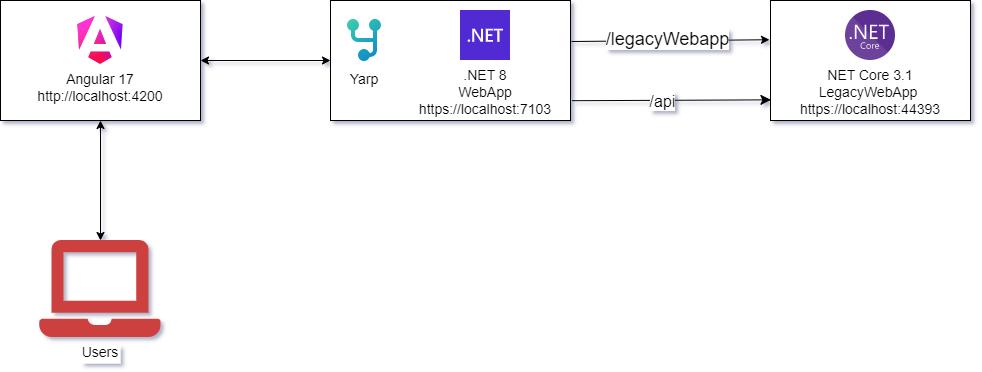 Angular 17
http://localhost:4200
Yarp
.NET
.NET 8
WebApp
https://localhost:7103
/legacyWebapp
/api
.NET
Core
NET Core 3.1
LegacyWebApp
https://localhost:44393
Users